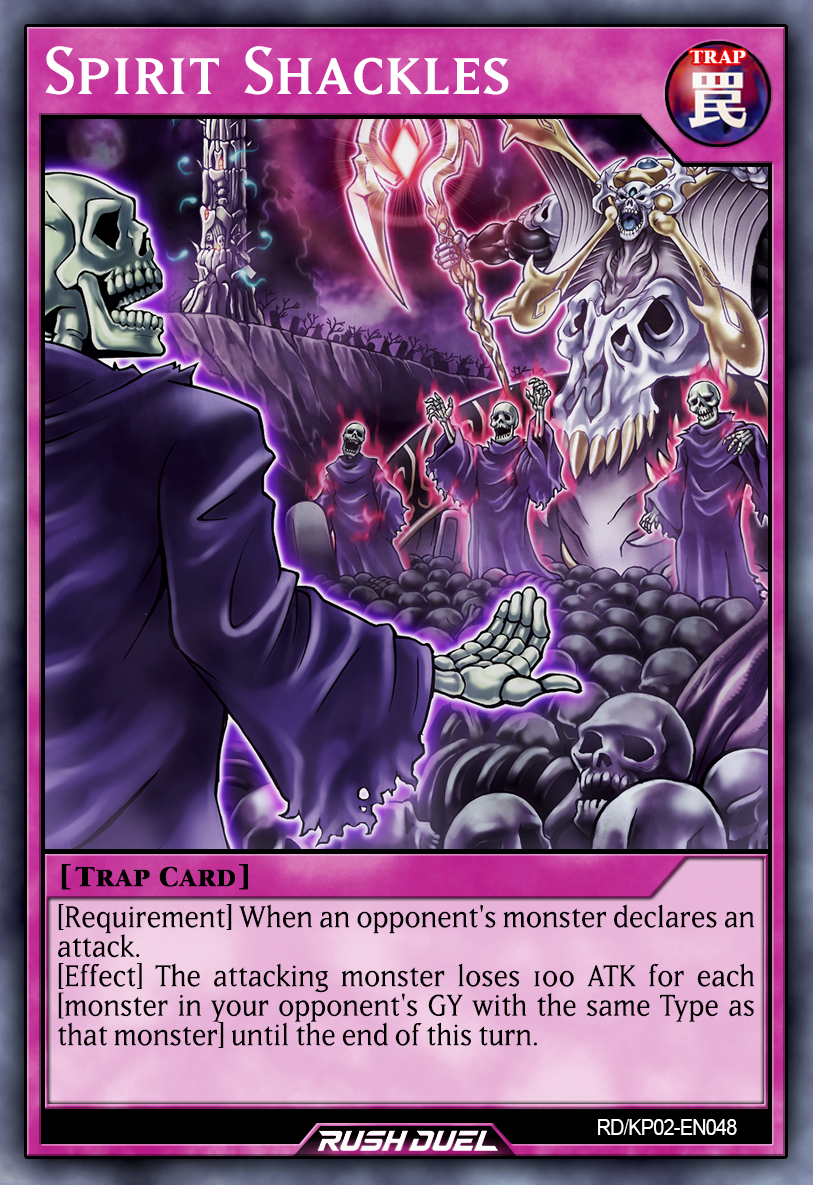 Spirit Shackles
TRAP
罠
[Trap Card]
[Requirement] When an opponent's monster declares an
attack.
[Effect] The attacking monster loses 100 ATK for each
[monster in your opponent's GY with the same Type as
that monster] until the end of this turn.
RD/KP02-EN048
RUSH DUEL